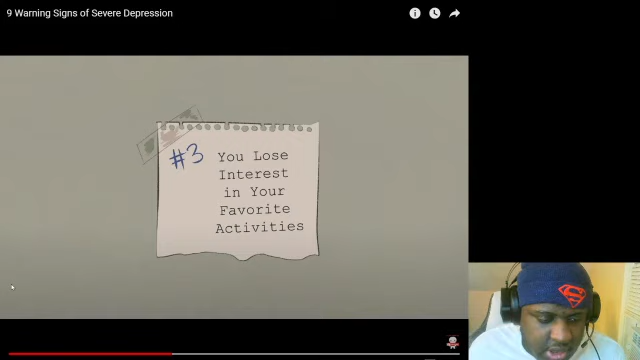 9 Warning Signs of Severe Depression
#3 You Lose
Interest
in Your
Favorite
Activities